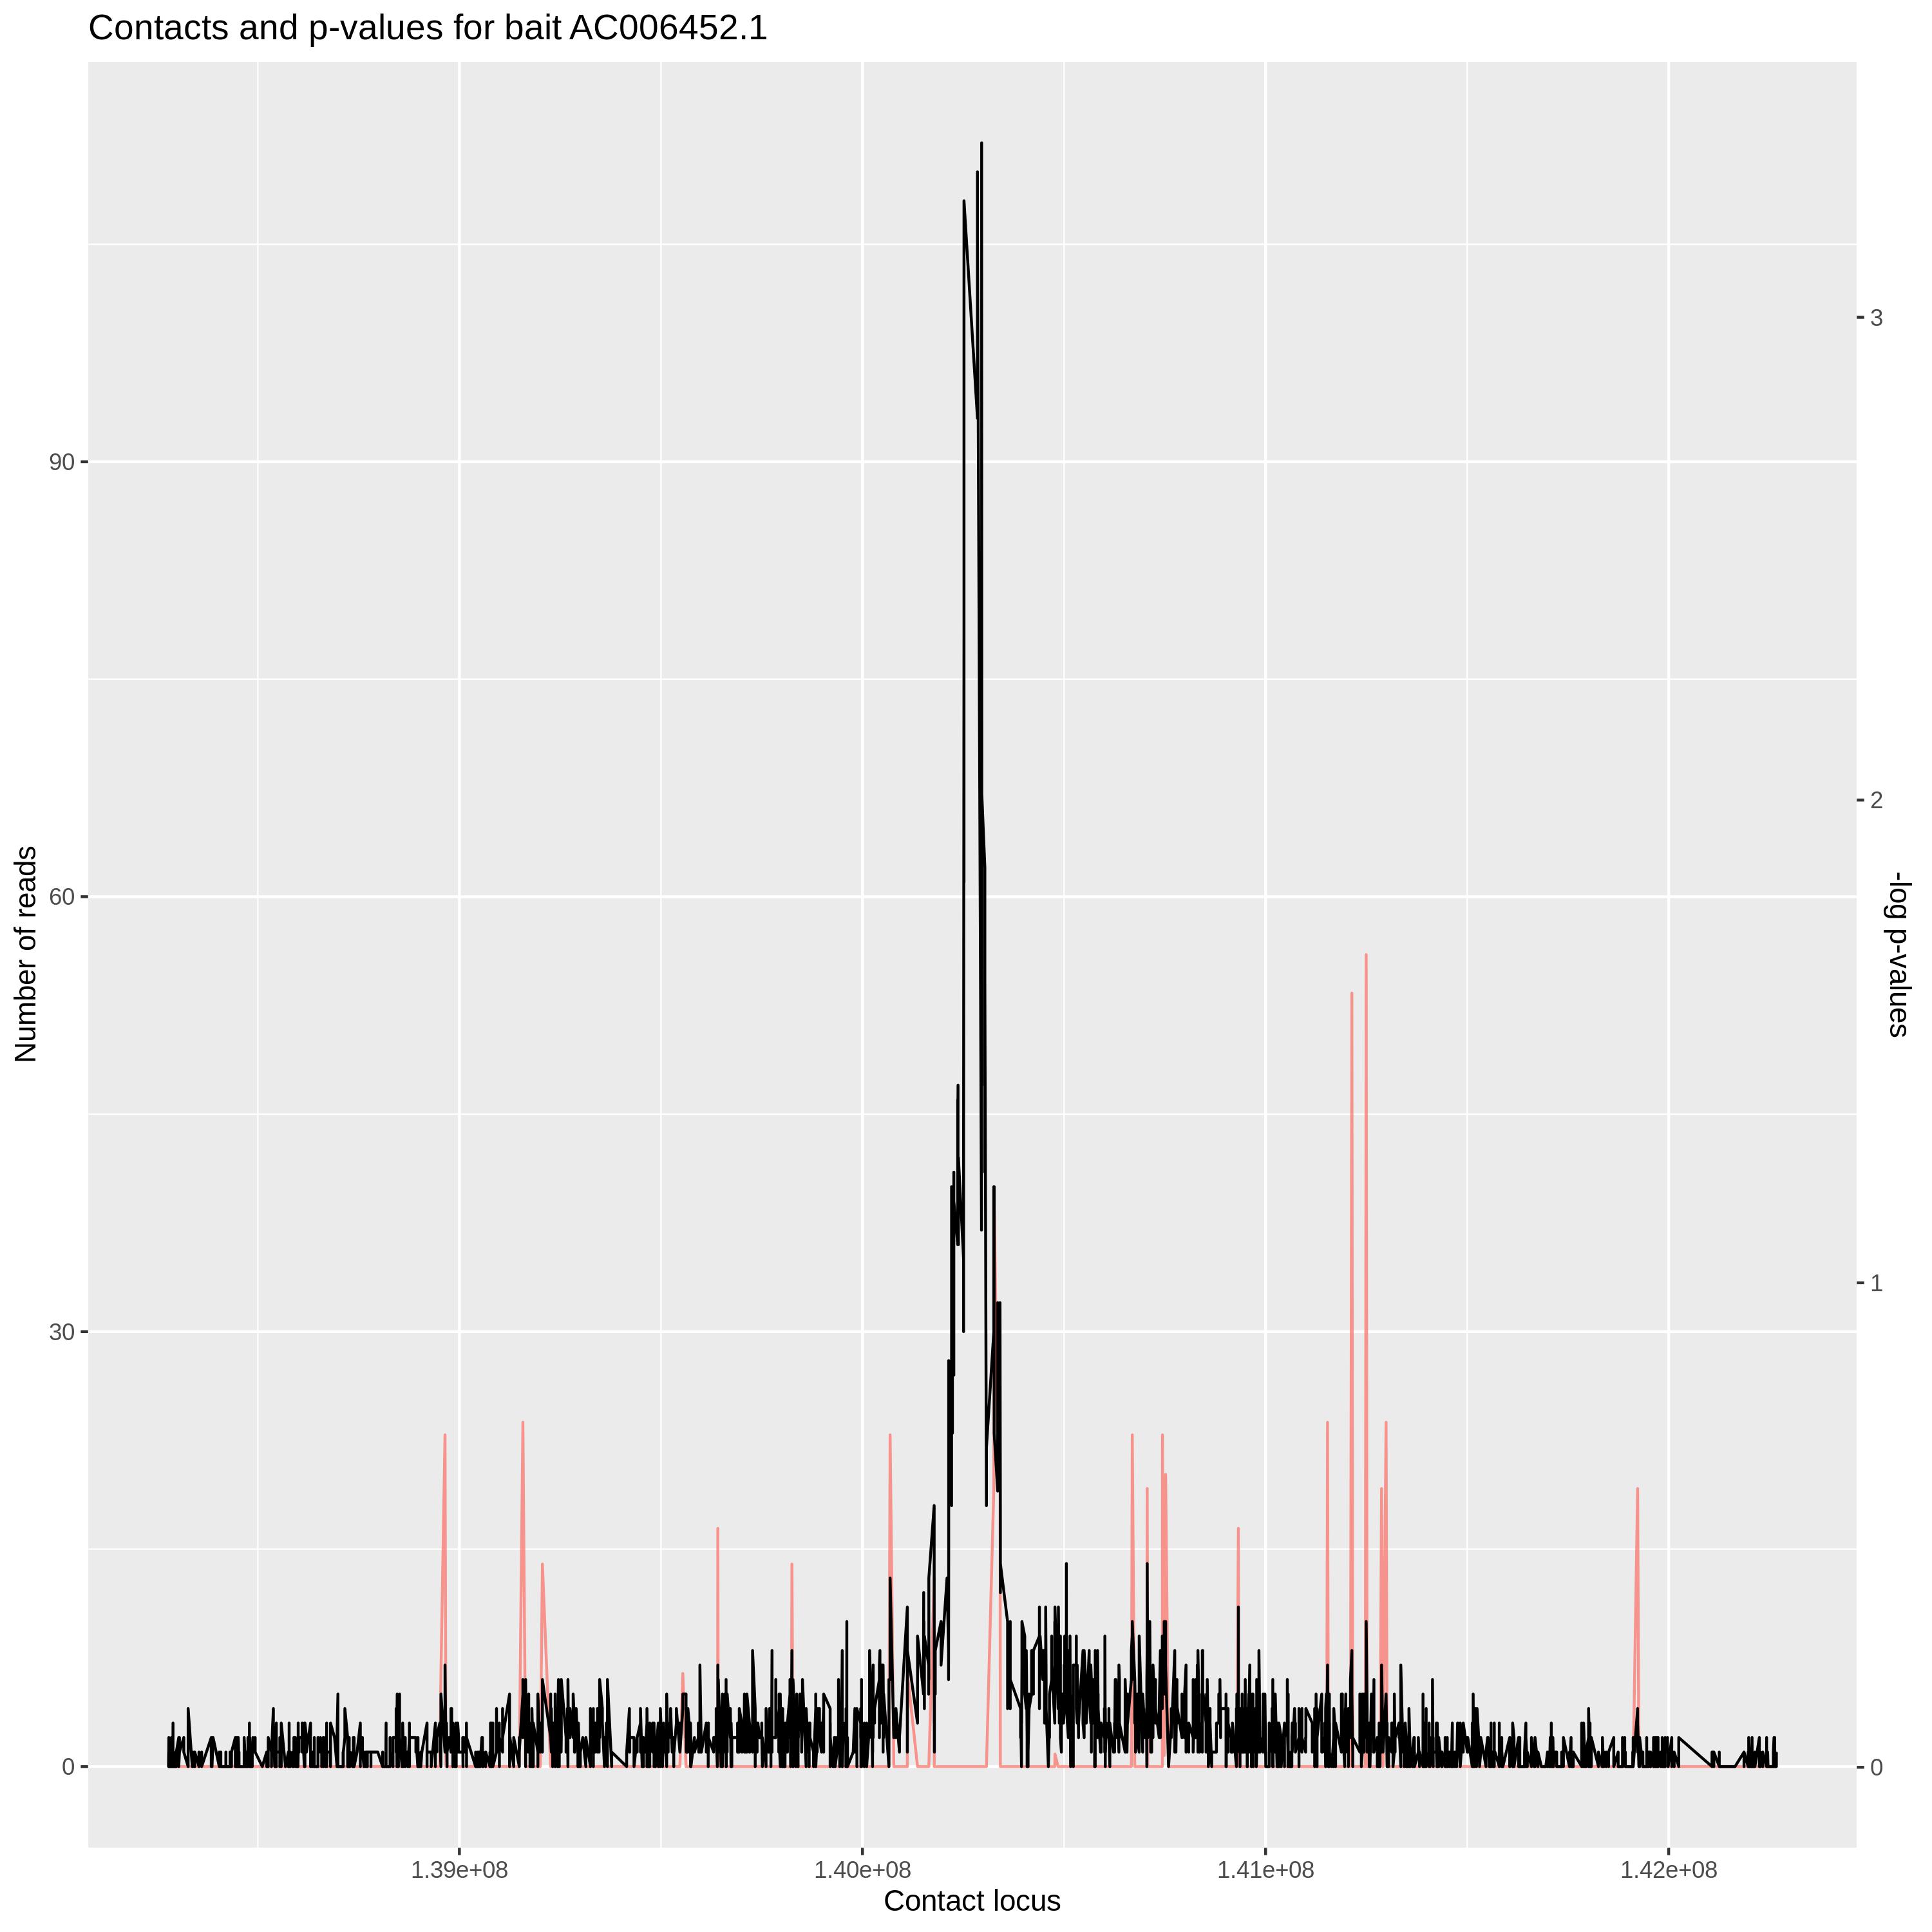 Contacts and p-values for bait AC006452.1
90
60
30
0
3
2
1
0
Number of reads
-log p-values
1.39e+08
1.40e+08
1.41e+08
1.42e+08
Contact locus